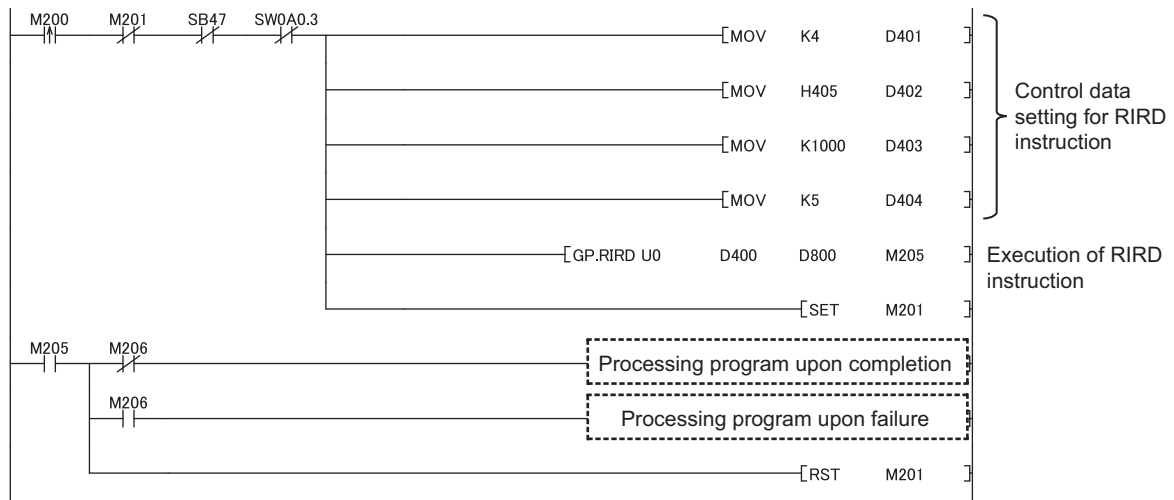 M200 M201 SB47 SW0A0.3
[MOV K4 D401 ]
[MOV H405 D402 ]
[MOV K1000 D403 ]
[MOV K5 D404 ]
Control data
setting for RIRD
instruction
[GP.RIRD U0 D400 D800 M205 ]
Execution of RIRD
instruction
[SET M201 ]
M205 M206
Processing program upon completion
M206
Processing program upon failure
[RST M201 ]